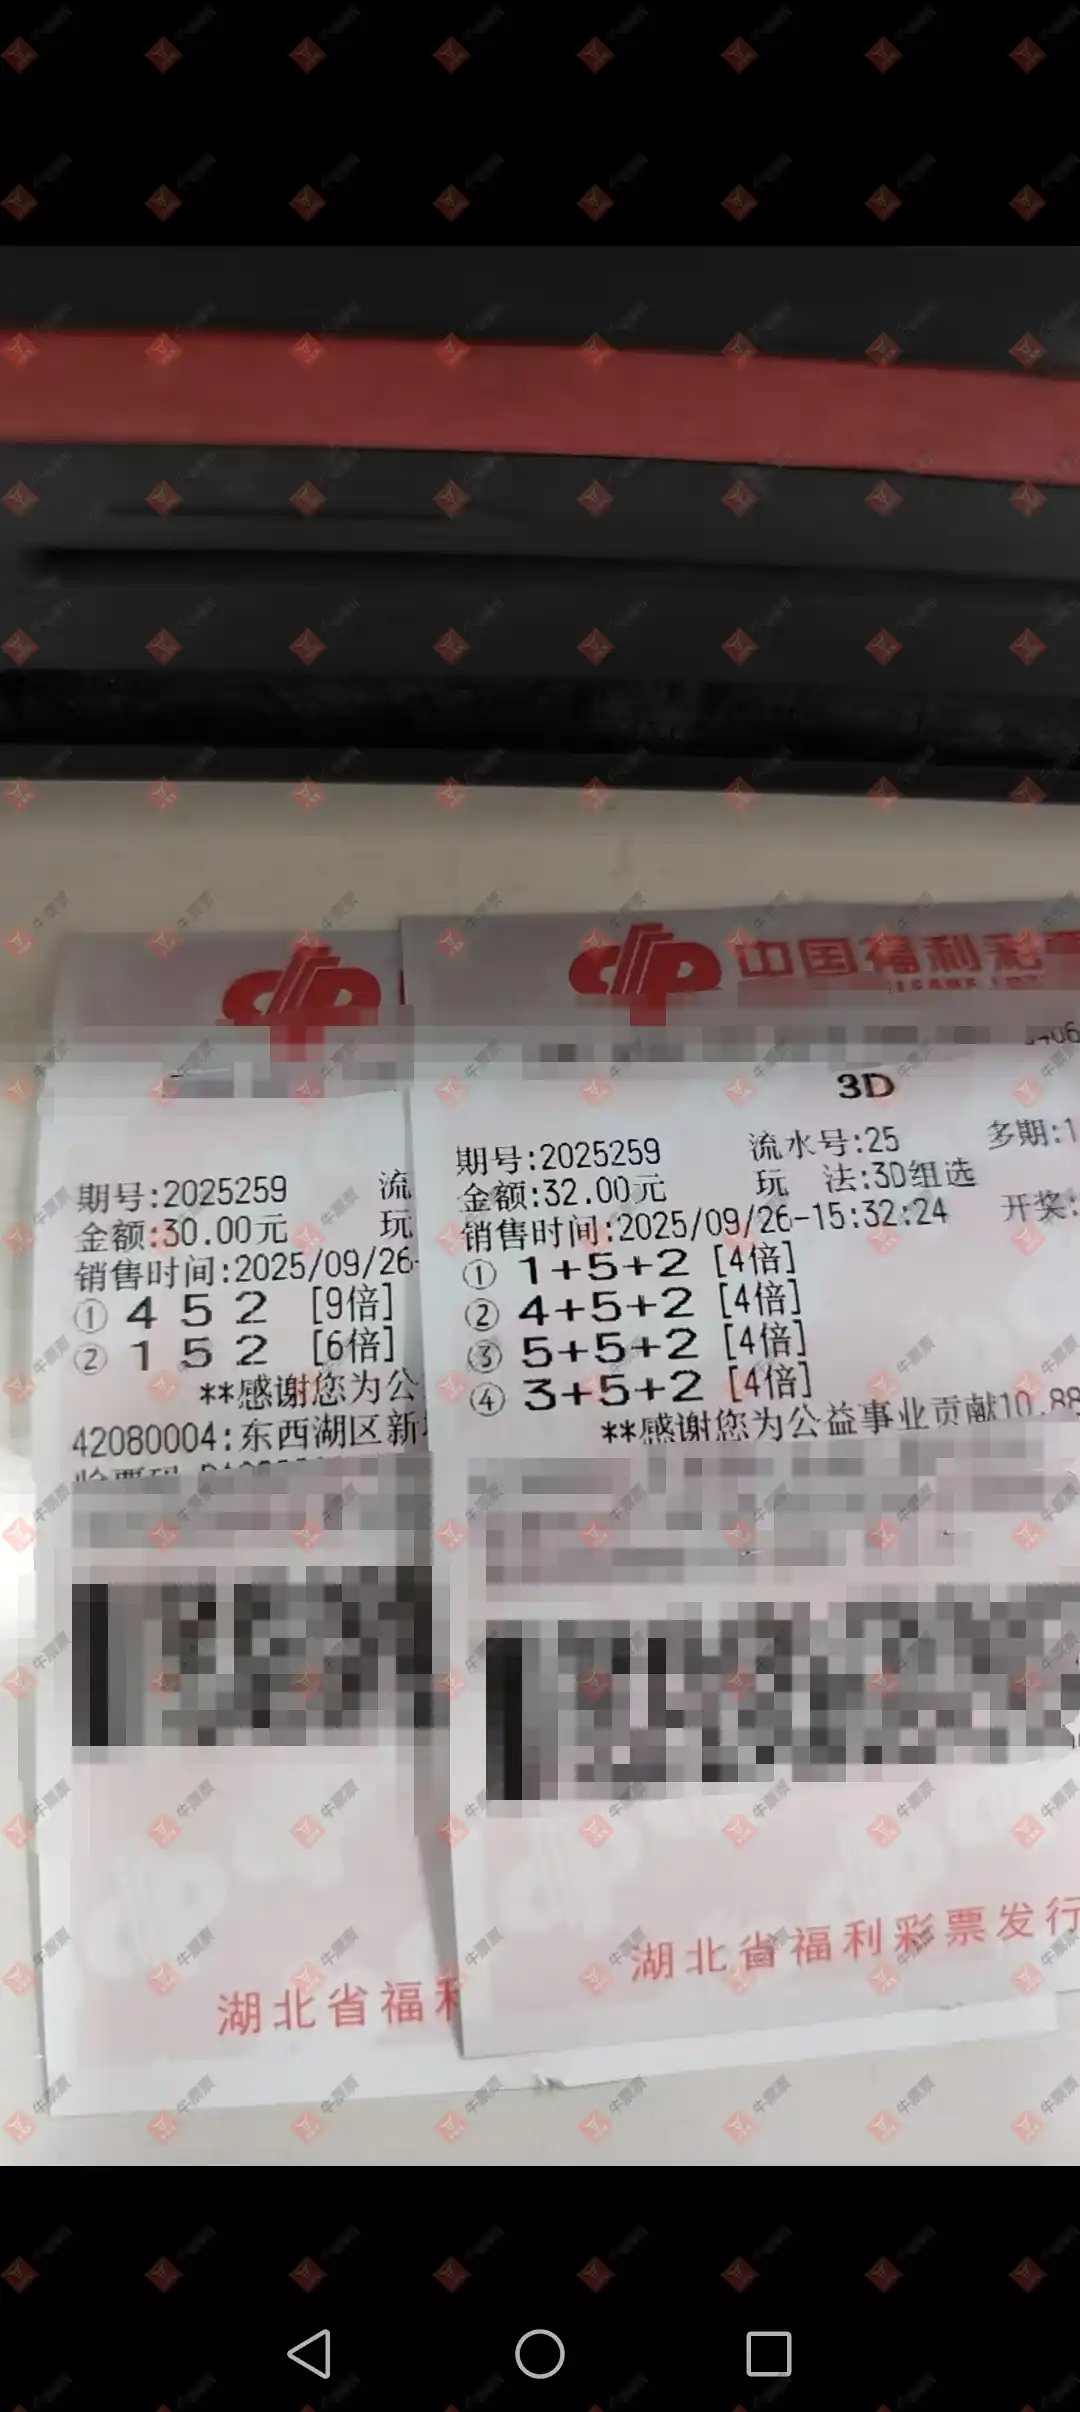 期号:2025259 流
金额:30.00元 玩
销售时间:2025/09/26-
① 4 5 2 [9倍]
② 1 5 2 [6倍]
**感谢您为公
42080004:东西湖区新
湖北省福利
中国福利彩票
3D
期号:2025259 流水号:25 多期:1
金额:32.00元 玩 法:3D组选
销售时间:2025/09/26-15:32:24 开奖:
① 1+5+2 [4倍]
② 4+5+2 [4倍]
③ 5+5+2 [4倍]
④ 3+5+2 [4倍]
**感谢您为公益事业贡献10.88
湖北省福利彩票发行
牛票票